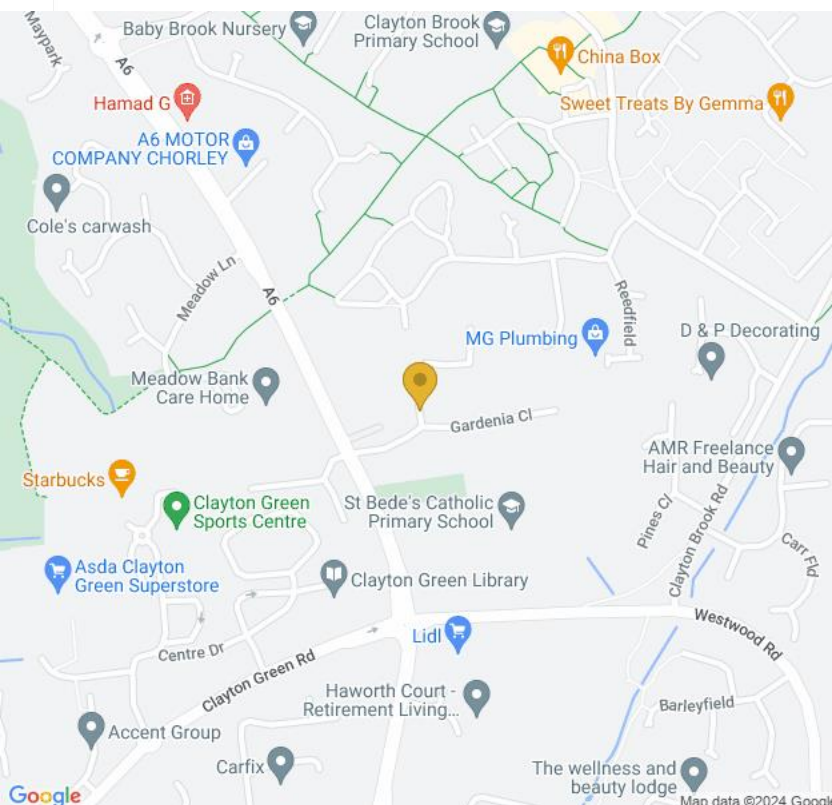 Maypark
A6
Baby Brook Nursery
Clayton Brook
Primary School
China Box
Hamad G
Sweet Treats By Gemma
A6 MOTOR
COMPANY CHORLEY
Cole's carwash
Meadow Ln
A6
Reedfield
MG Plumbing
D & P Decorating
Meadow Bank
Care Home
Gardenia Cl
AMR Freelance
Hair and Beauty
Starbucks
Clayton Green
Sports Centre
St Bede's Catholic
Primary School
Pines Cl
Clayton Brook Rd
Carr Fld
Asda Clayton
Green Superstore
Clayton Green Library
Westwood Rd
Lidl
Centre Dr
Clayton Green Rd
Haworth Court -
Retirement Living...
Barleyfield
Accent Group
Carfix
The wellness and
beauty lodge
Google
Map data ©2024 Google